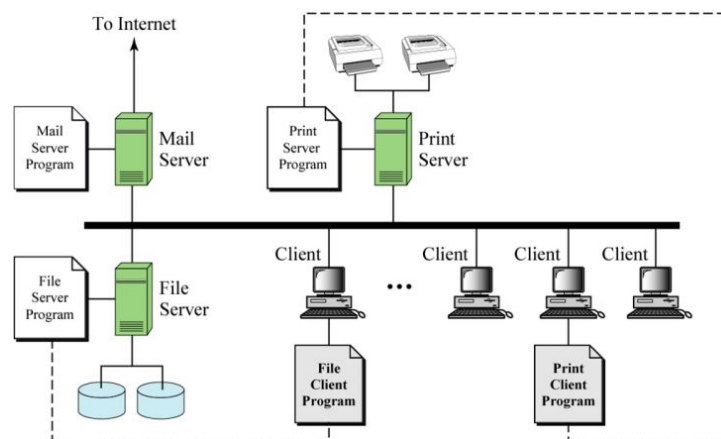 To Internet
Mail
Server
Program
Mail
Server
Print
Server
Program
Print
Server
File
Server
Program
File
Server
Client
Client
Client
Client
File
Client
Program
Print
Client
Program